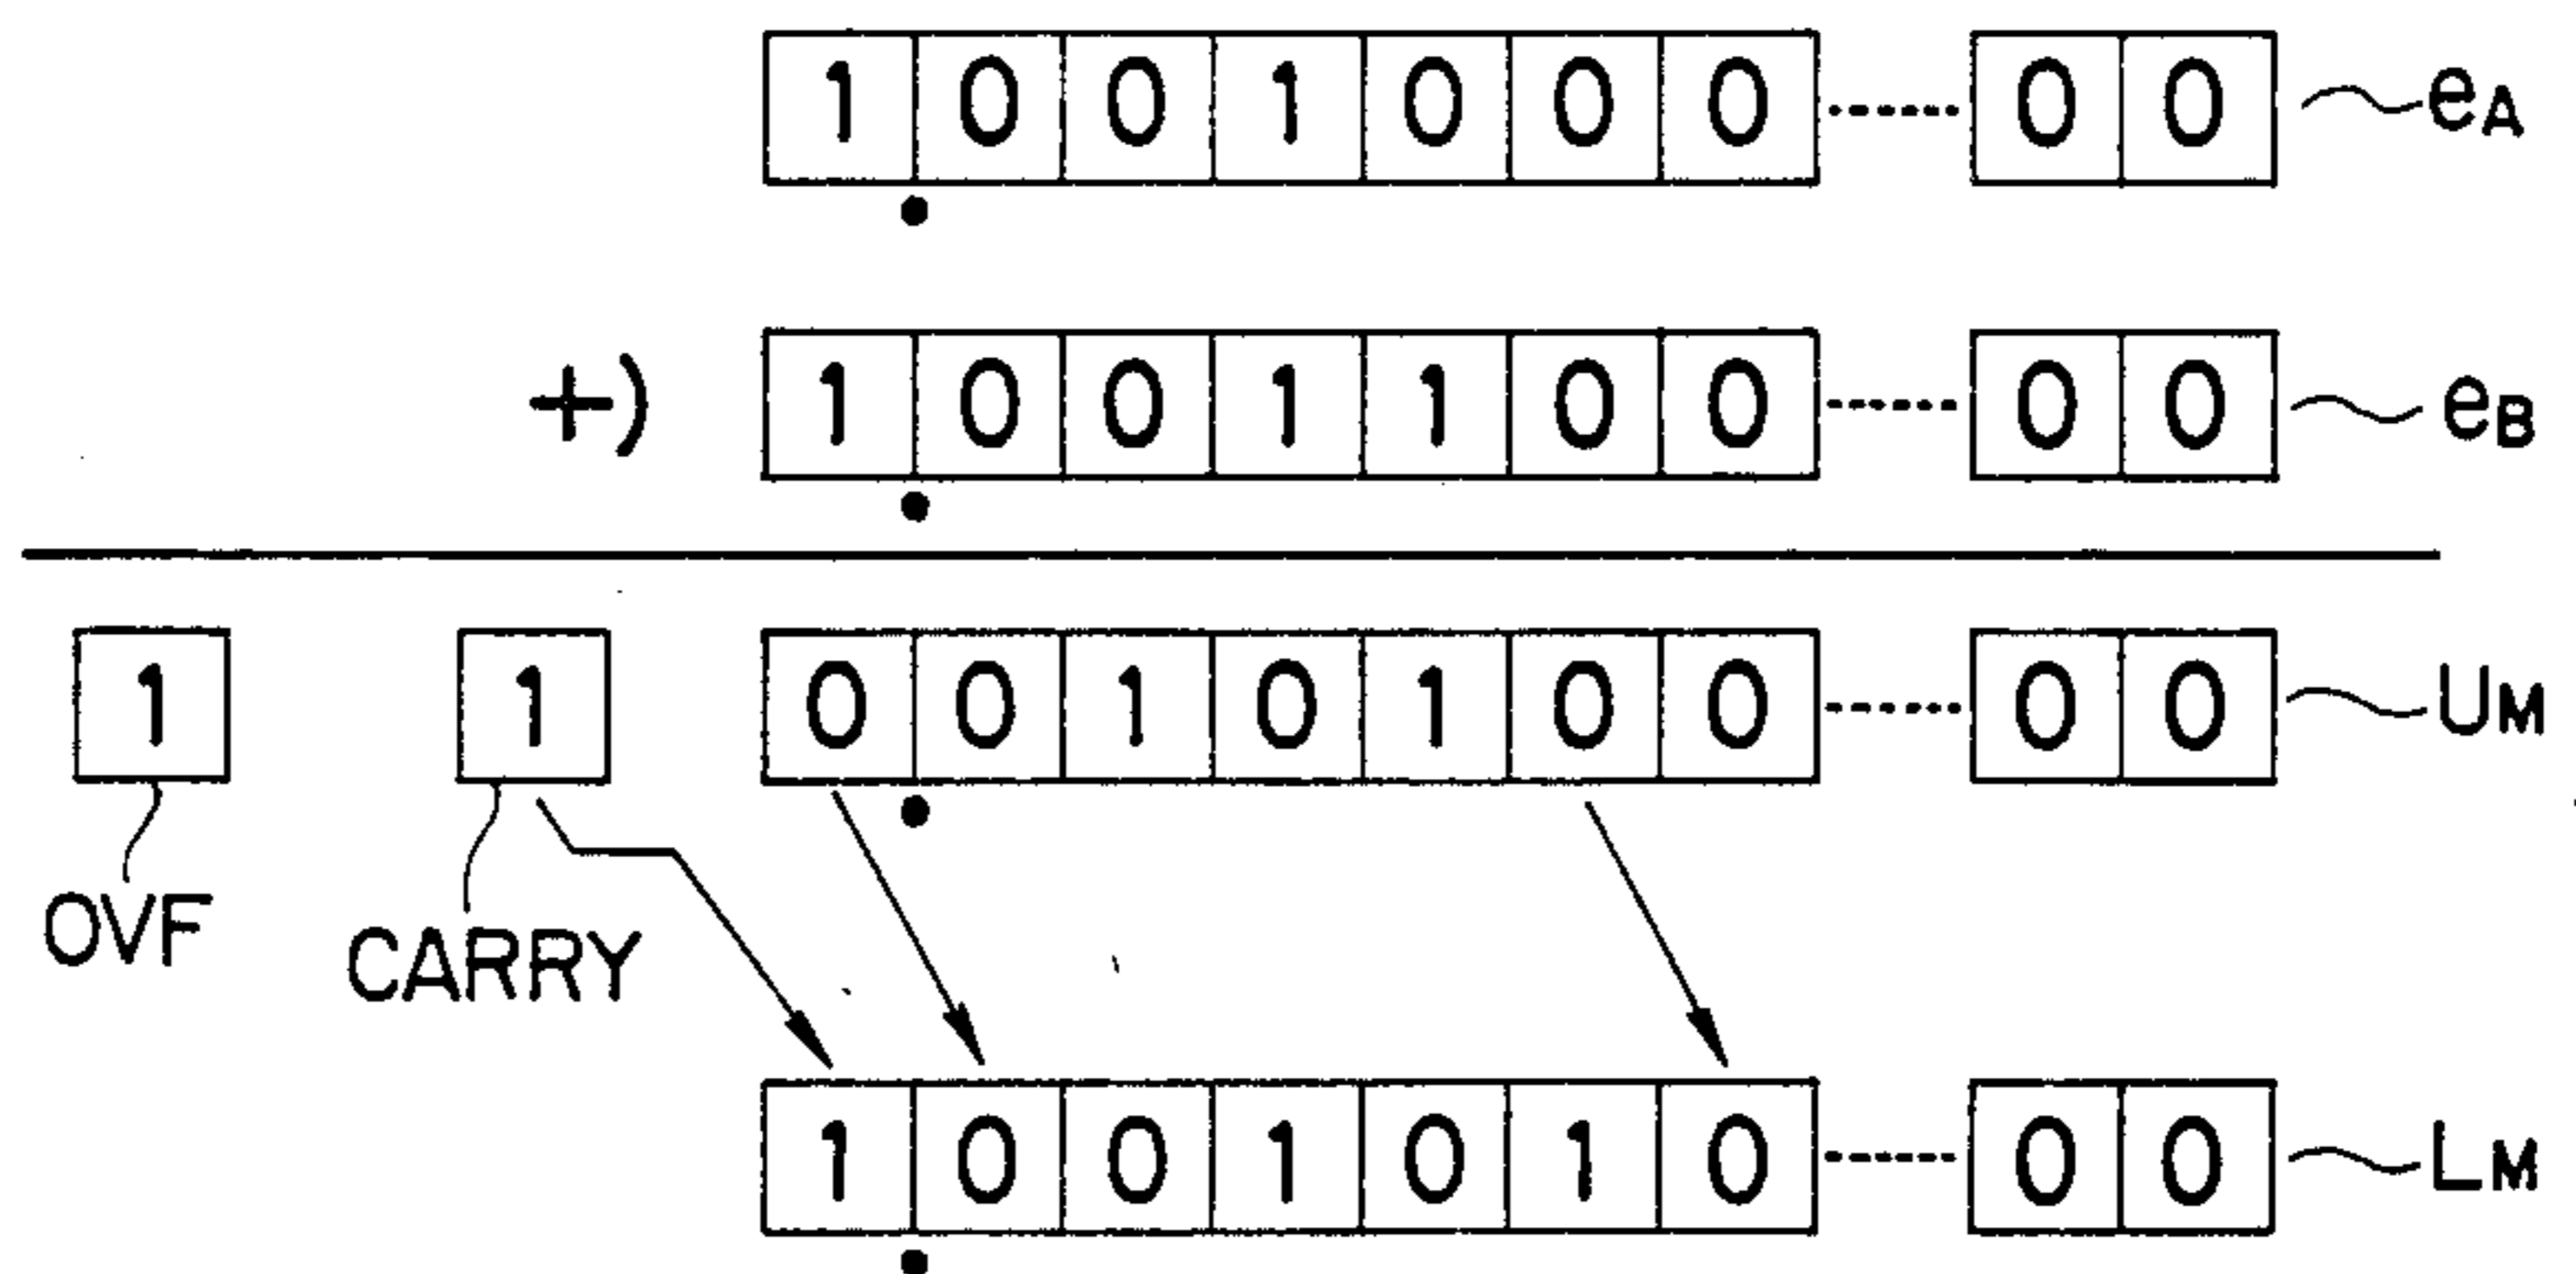 1 0 0 1 0 0 0 ...... 0 0 eA
+) 1 0 0 1 1 0 0 ...... 0 0 eB
1 1 0 0 1 0 1 0 0 ...... 0 0 UM
OVF CARRY
1 0 0 1 0 1 0 ...... 0 0 LM